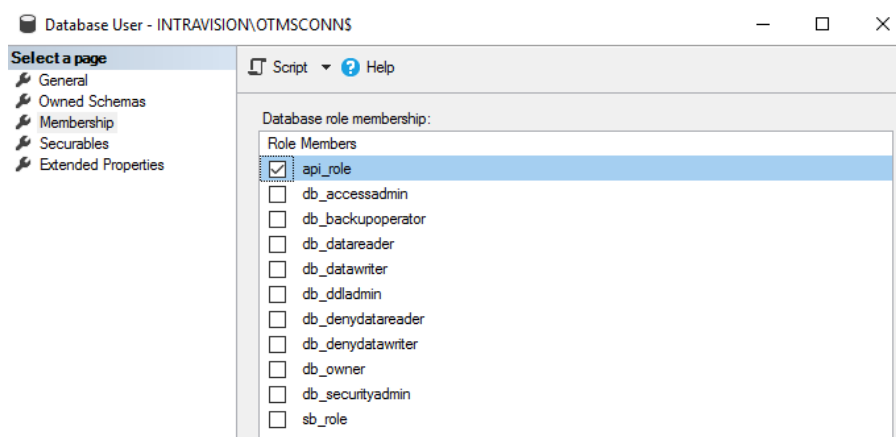 Database User - INTRAVISION\OTMSCONN$
Select a page
General
Owned Schemas
Membership
Securables
Extended Properties
Script
Help
Database role membership:
Role Members
api_role
db_accessadmin
db_backupoperator
db_datareader
db_datawriter
db_ddladmin
db_denydatareader
db_denydatawriter
db_owner
db_securityadmin
sb_role